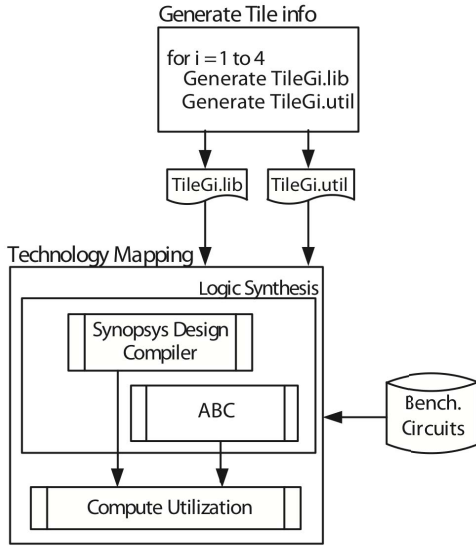 Generate Tile info
for i = 1 to 4
Generate TileGi.lib
Generate TileGi.util
TileGi.lib
TileGi.util
Technology Mapping
Logic Synthesis
Synopsys Design
Compiler
ABC
Bench.
Circuits
Compute Utilization